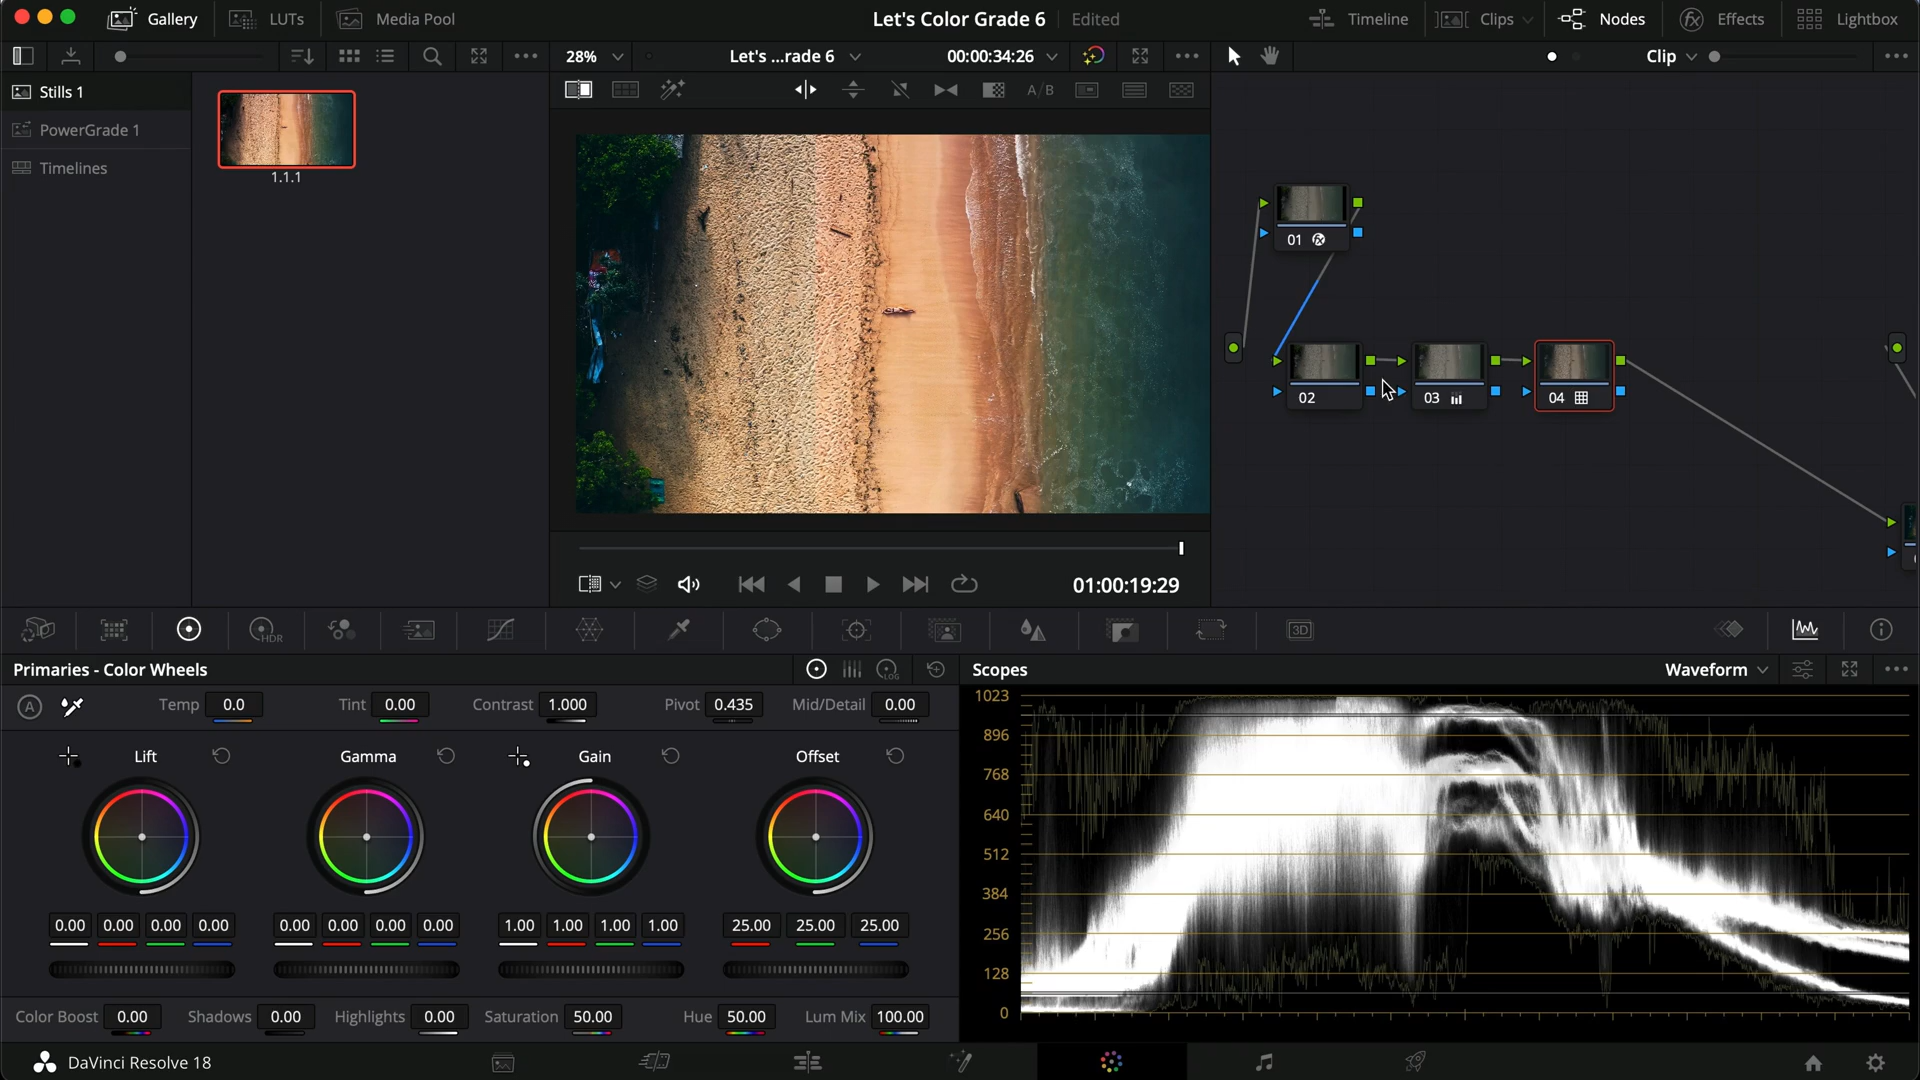 Gallery LUTs Media Pool Let's Color Grade 6 Edited Timeline Clips Nodes Effects Lightbox
28% Let's ...rade 6 00:00:34:26 Clip
Stills 1
A/B
PowerGrade 1
Timelines
1.1.1
01
02 03 04
01:00:19:29
HDR
3D
Primaries - Color Wheels LOG Scopes Waveform
A Temp 0.0 Tint 0.00 Contrast 1.000 Pivot 0.435 Mid/Detail 0.00
Lift Gamma Gain Offset
0.00 0.00 0.00 0.00 0.00 0.00 0.00 0.00 1.00 1.00 1.00 1.00 25.00 25.00 25.00
Color Boost 0.00 Shadows 0.00 Highlights 0.00 Saturation 50.00 Hue 50.00 Lum Mix 100.00
1023
896
768
640
512
384
256
128
0
DaVinci Resolve 18